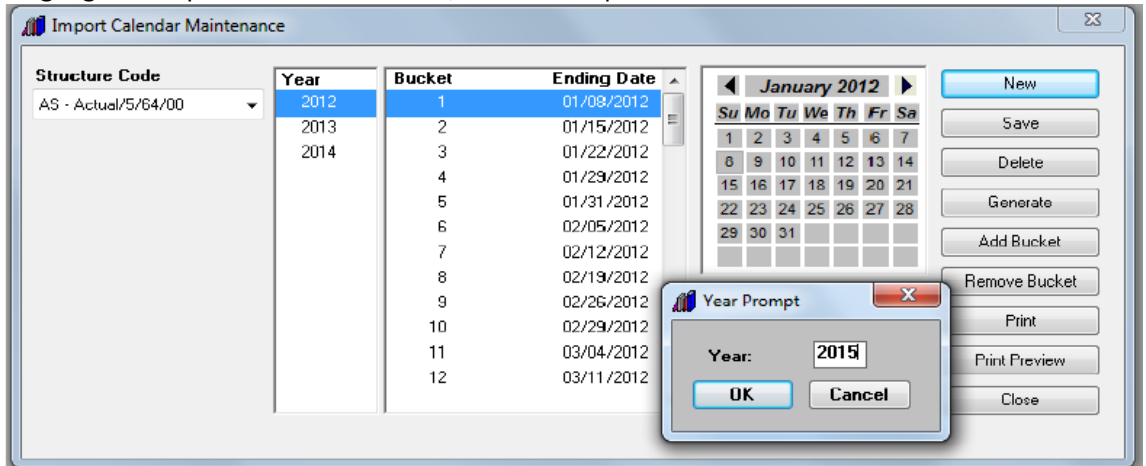 Import Calendar Maintenance
Structure Code
AS - Actual/5/64/00
Year
2012
2013
2014
Bucket Ending Date
1 01/08/2012
2 01/15/2012
3 01/22/2012
4 01/29/2012
5 01/31/2012
6 02/05/2012
7 02/12/2012
8 02/19/2012
9 02/26/2012
10 02/29/2012
11 03/04/2012
12 03/11/2012
January 2012
Su Mo Tu We Th Fr Sa
1 2 3 4 5 6 7
8 9 10 11 12 13 14
15 16 17 18 19 20 21
22 23 24 25 26 27 28
29 30 31
New
Save
Delete
Generate
Add Bucket
Remove Bucket
Print
Print Preview
Close
Year Prompt
Year: 2015
OK Cancel